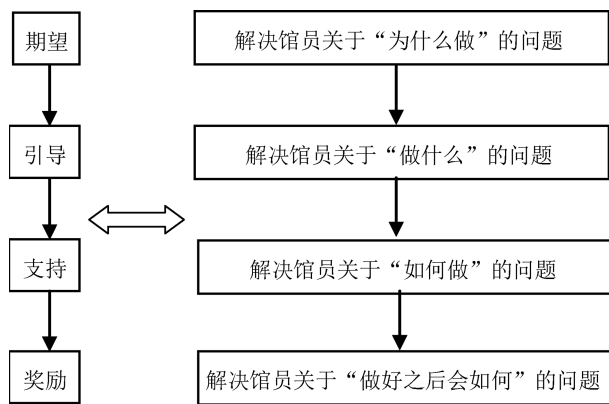 期望
解决馆员关于“为什么做”的问题
引导
解决馆员关于“做什么”的问题
支持
解决馆员关于“如何做”的问题
奖励
解决馆员关于“做好之后会如何”的问题